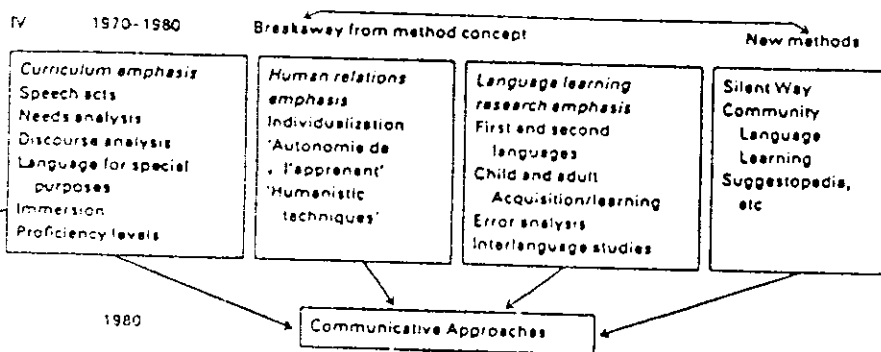 IV 1970-1980 Breakaway from method concept New methods
Curriculum emphasis
Speech acts
Needs analysis
Discourse analysis
Language for special
purposes
Immersion
Proficiency levels
Human relations
emphasis
Individualization
'Autonomie de
l'apprenant'
'Humanistic
techniques'
Language learning
research emphasis
First and second
languages
Child and adult
Acquisition/learning
Error analysis
Interlanguage studies
Silent Way
Community
Language
Learning
Suggestopedia,
etc
1980 Communicative Approaches